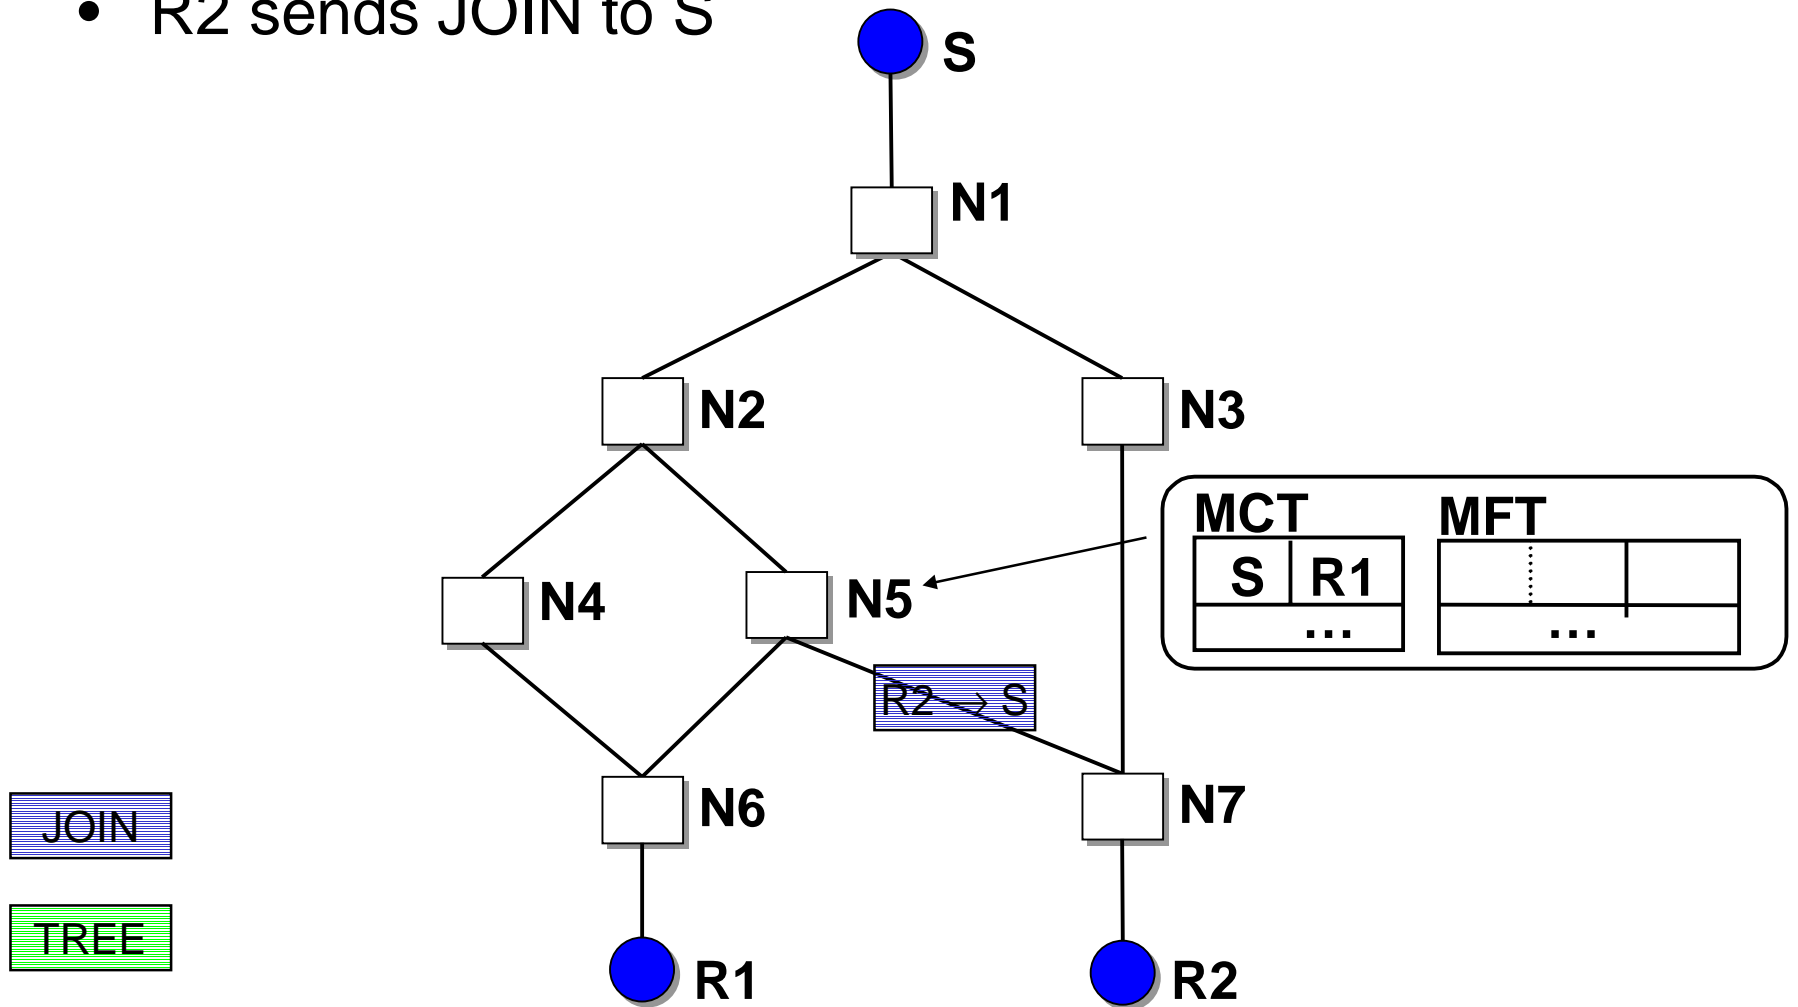 • R2 sends JOIN to S
S
N1
N2
N3
MCT
MFT
S R1
...
...
N4
N5
R2 → S
N6
N7
JOIN
TREE
R1
R2